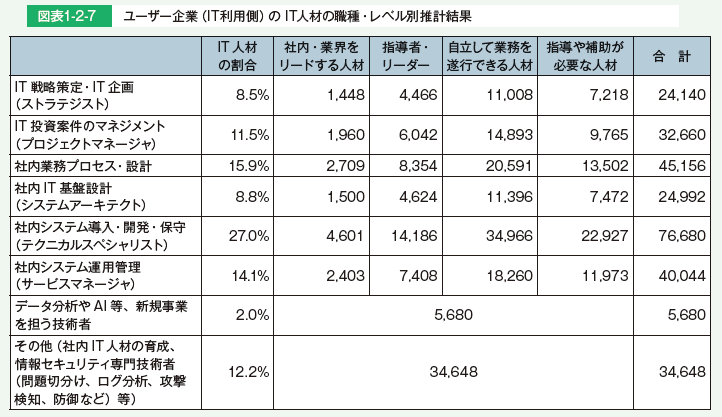 図表1-2-7 ユーザー企業(IT利用側)のIT人材の職種・レベル別推計結果
IT人材の割合 社内・業界をリードする人材 指導者・リーダー 自立して業務を遂行できる人材 指導や補助が必要な人材 合 計
IT戦略策定・IT企画
(ストラテジスト) 8.5% 1,448 4,466 11,008 7,218 24,140
IT投資案件のマネジメント
(プロジェクトマネージャ) 11.5% 1,960 6,042 14,893 9,765 32,660
社内業務プロセス・設計 15.9% 2,709 8,354 20,591 13,502 45,156
社内IT基盤設計
(システムアーキテクト) 8.8% 1,500 4,624 11,396 7,472 24,992
社内システム導入・開発・保守
(テクニカルスペシャリスト) 27.0% 4,601 14,186 34,966 22,927 76,680
社内システム運用管理
(サービスマネージャ) 14.1% 2,403 7,408 18,260 11,973 40,044
データ分析やAI等、新規事業
を担う技術者 2.0% 5,680 5,680
その他(社内IT人材の育成、
情報セキュリティ専門技術者
(問題切分け、ログ分析、攻撃
検知、防御など)等) 12.2% 34,648 34,648